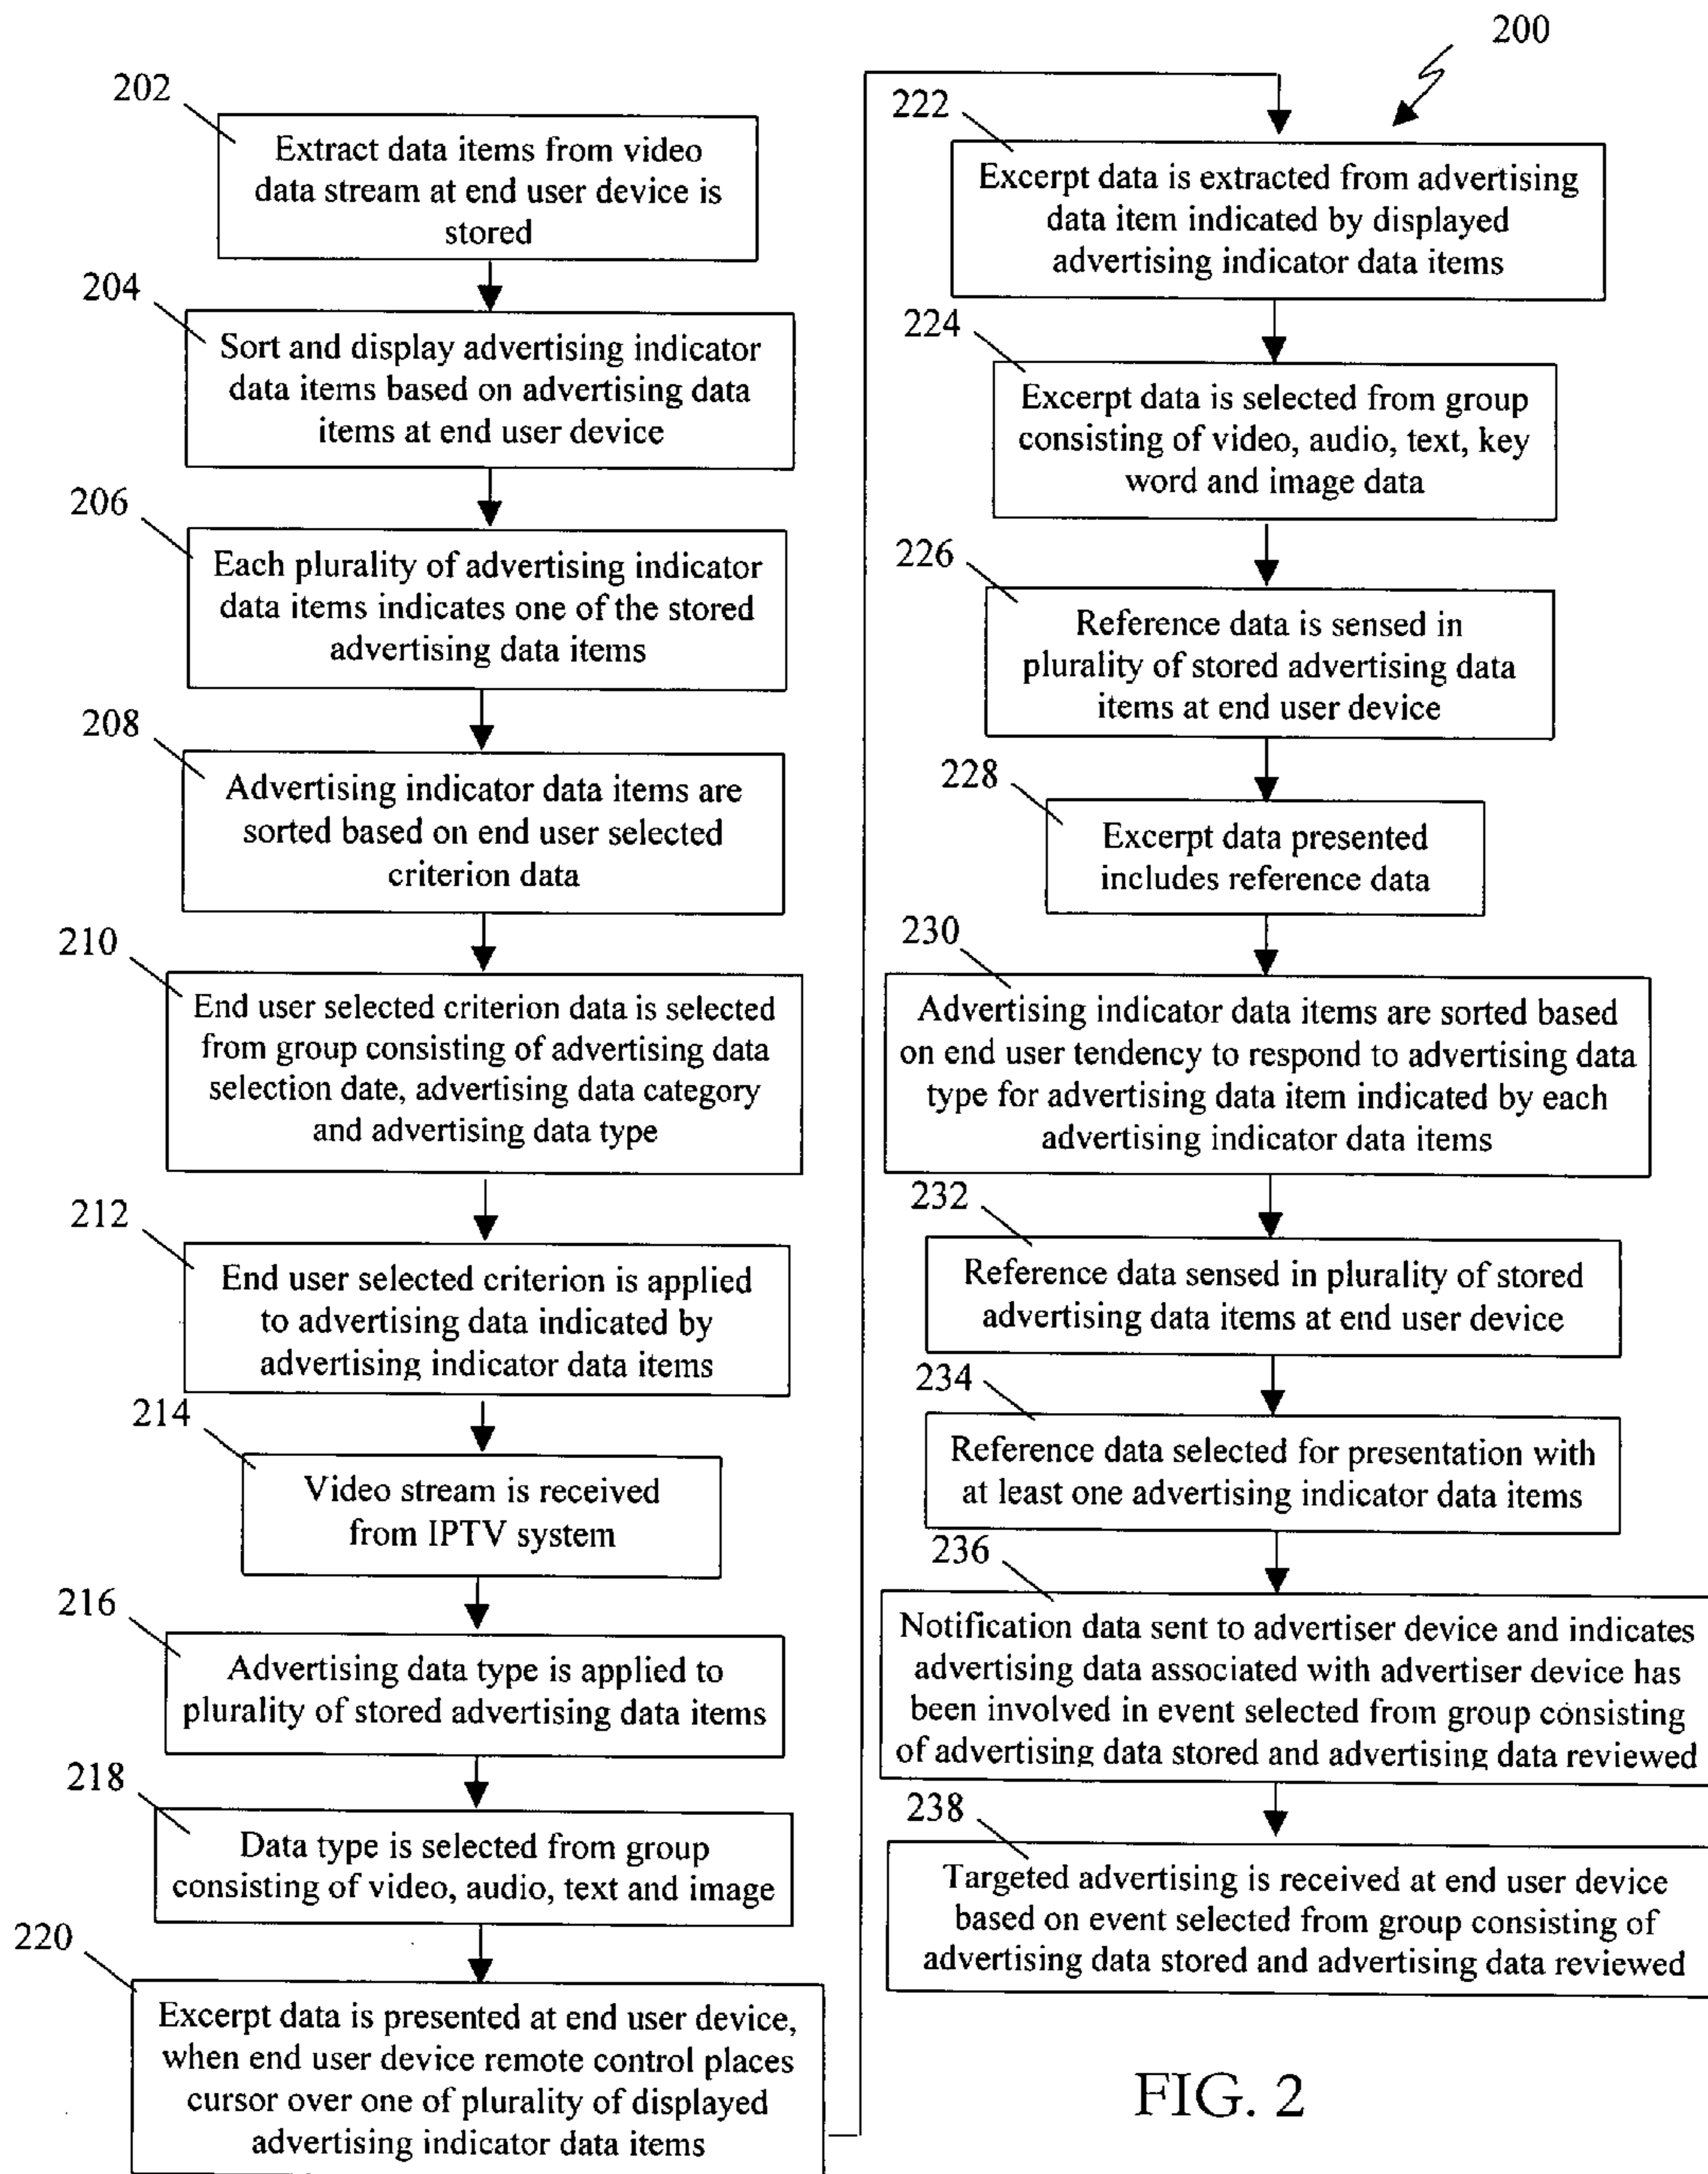 200
202
Extract data items from video
data stream at end user device is
stored
204
Sort and display advertising indicator
data items based on advertising data
items at end user device
206
Each plurality of advertising indicator
data items indicates one of the stored
advertising data items
208
Advertising indicator data items are
sorted based on end user selected
criterion data
210
End user selected criterion data is selected
from group consisting of advertising data
selection date, advertising data category
and advertising data type
212
End user selected criterion is applied
to advertising data indicated by
advertising indicator data items
214
Video stream is received
from IPTV system
216
Advertising data type is applied to
plurality of stored advertising data items
218
Data type is selected from group
consisting of video, audio, text and image
220
Excerpt data is presented at end user device,
when end user device remote control places
cursor over one of plurality of displayed
advertising indicator data items
222
Excerpt data is extracted from advertising
data item indicated by displayed
advertising indicator data items
224
Excerpt data is selected from group
consisting of video, audio, text, key
word and image data
226
Reference data is sensed in
plurality of stored advertising data
items at end user device
228
Excerpt data presented
includes reference data
230
Advertising indicator data items are sorted based
on end user tendency to respond to advertising data
type for advertising data item indicated by each
advertising indicator data items
232
Reference data sensed in plurality of stored
advertising data items at end user device
234
Reference data selected for presentation with
at least one advertising indicator data items
236
Notification data sent to advertiser device and indicates
advertising data associated with advertiser device has
been involved in event selected from group consisting
of advertising data stored and advertising data reviewed
238
Targeted advertising is received at end user device
based on event selected from group consisting of
advertising data stored and advertising data reviewed
FIG. 2